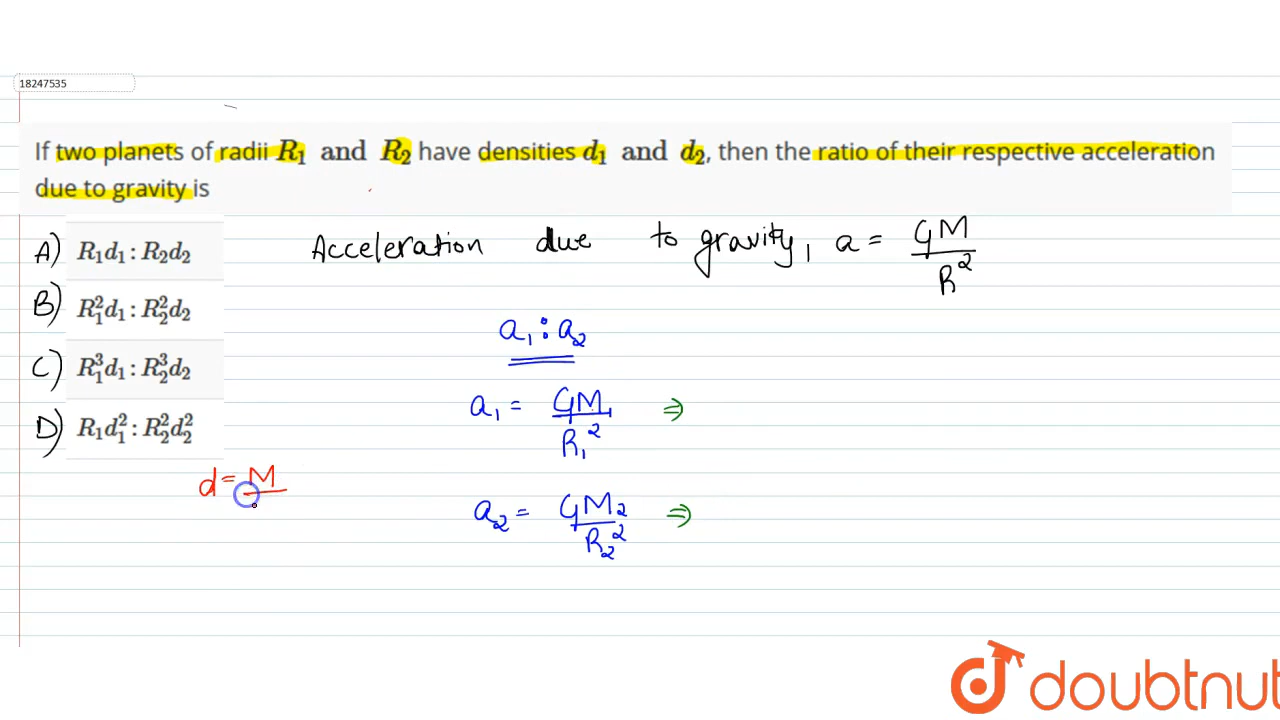 18247535
If two planets of radii R₁ and R₂ have densities d₁ and d₂, then the ratio of their respective acceleration
due to gravity is
A) R₁d₁ : R₂d₂
Acceleration due to gravity, a = GM/R²
B) R₁²d₁ : R₂²d₂
a₁ : a₂
C) R₁³d₁ : R₂³d₂
a₁ = GM₁/R₁² ⇒
D) R₁d₁² : R₂²d₂²
d = M
a₂ = GM₂/R₂² ⇒
doubtnut